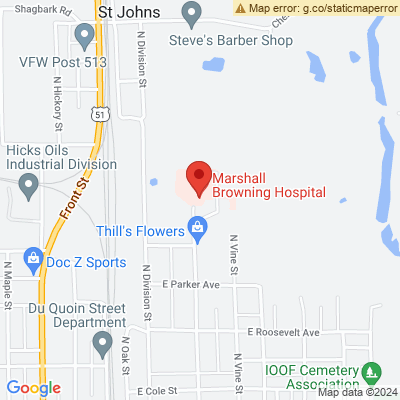 Map error: g.co/staticmaperror
Shagbark Rd
St Johns
Che
Steve's Barber Shop
VFW Post 513
N Division St
N Hickory St
51
Hicks Oils
Industrial Division
Front St
Marshall
Browning Hospital
Thill's Flowers
N Vine St
Doc Z Sports
N Maple St
N Division St
E Parker Ave
Du Quoin Street
Department
N Oak St
E Roosevelt Ave
N Vine St
IOOF Cemetery
Association
E Cole St
Google
Map data ©2024